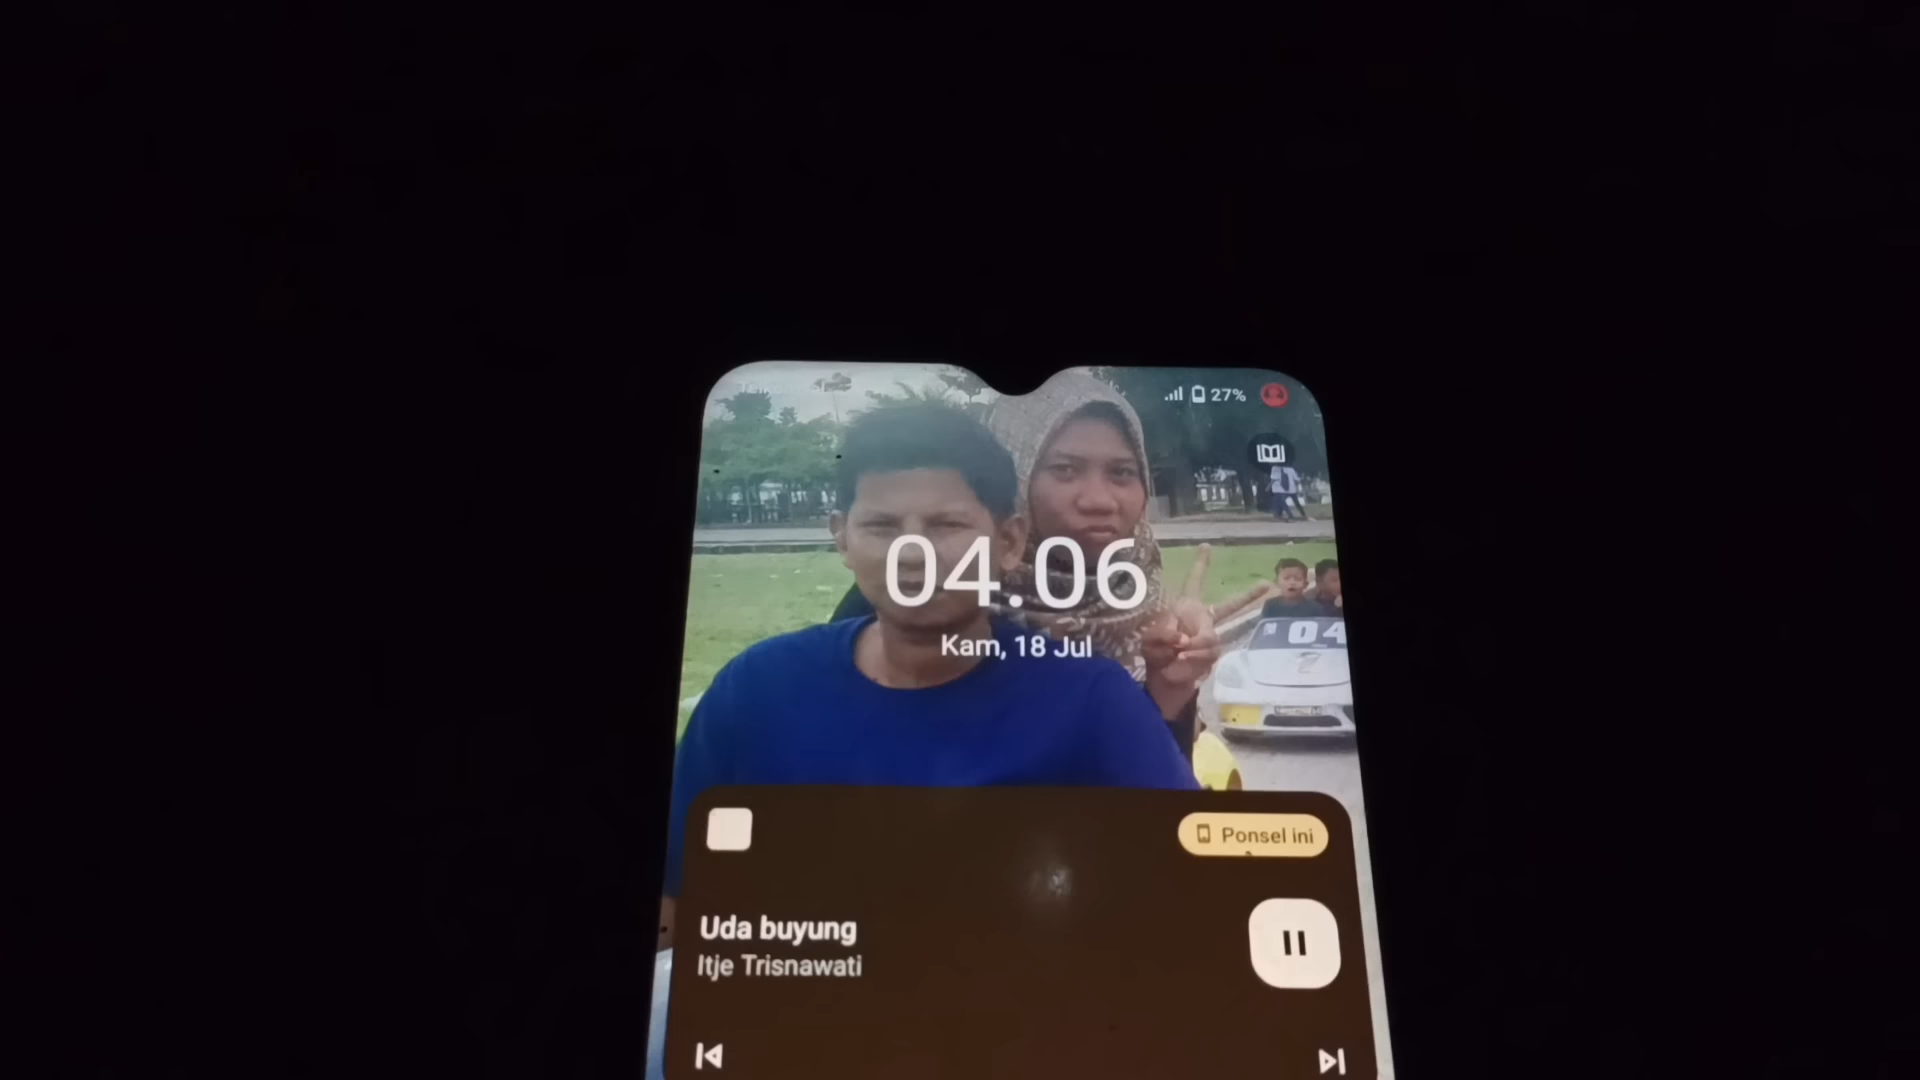 27%
04.06
Kam, 18 Jul
04
Ponsel ini
Uda buyung
Itje Trisnawati